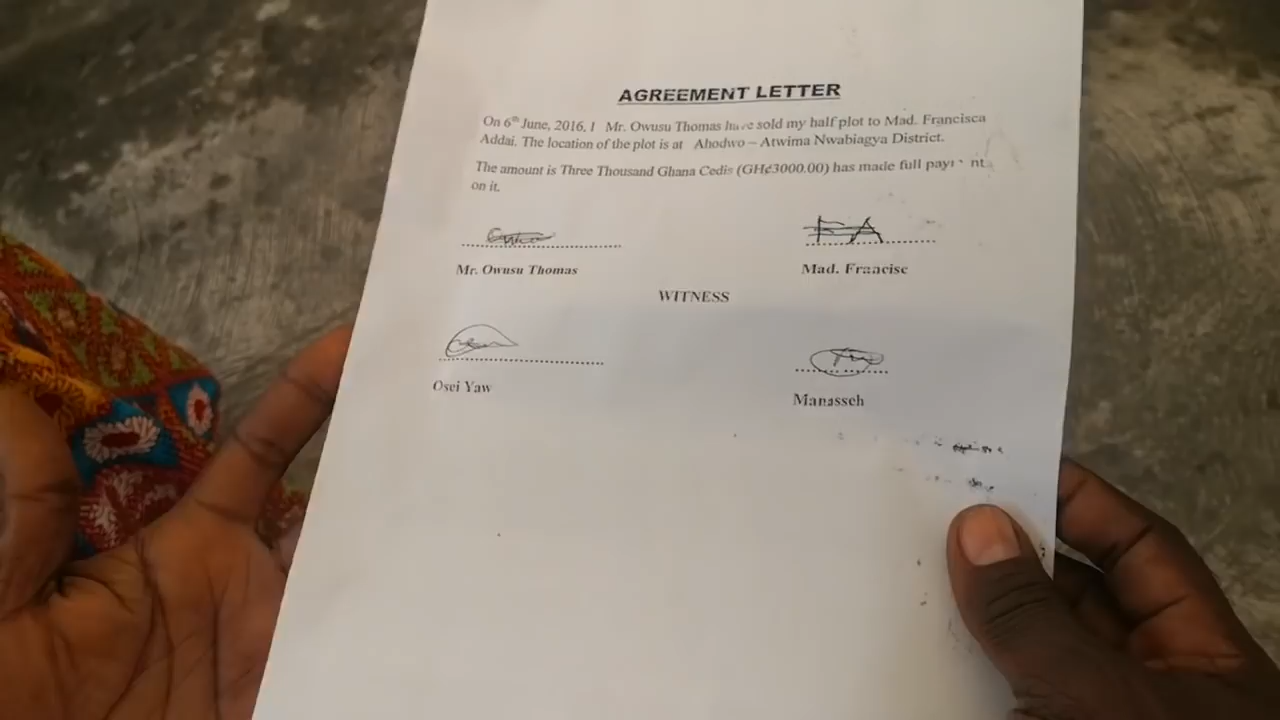 AGREEMENT LETTER
On 6th June, 2016, I Mr. Owusu Thomas have sold my half plot to Mad. Francisca
Addai. The location of the plot is at Ahodwo – Atwima Nwabiagya District.
The amount is Three Thousand Ghana Cedis (GH¢3000.00) has made full
on it.
FA
Mr. Owusu Thomas Mad. Francisc
WITNESS
Osei Yaw Manasseh